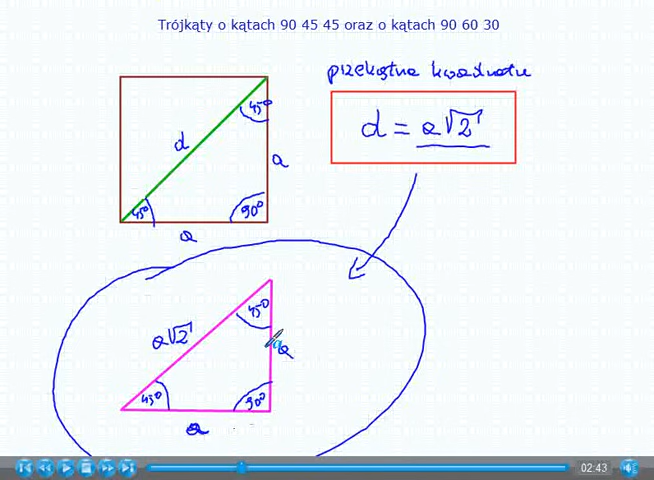 Trójkąty o kątach 90 45 45 oraz o kątach 90 60 30
przekątna kwadratu
d = a√2
45°
d
a
45°
90°
a
45°
a√2
a
45°
90°
a
02:43